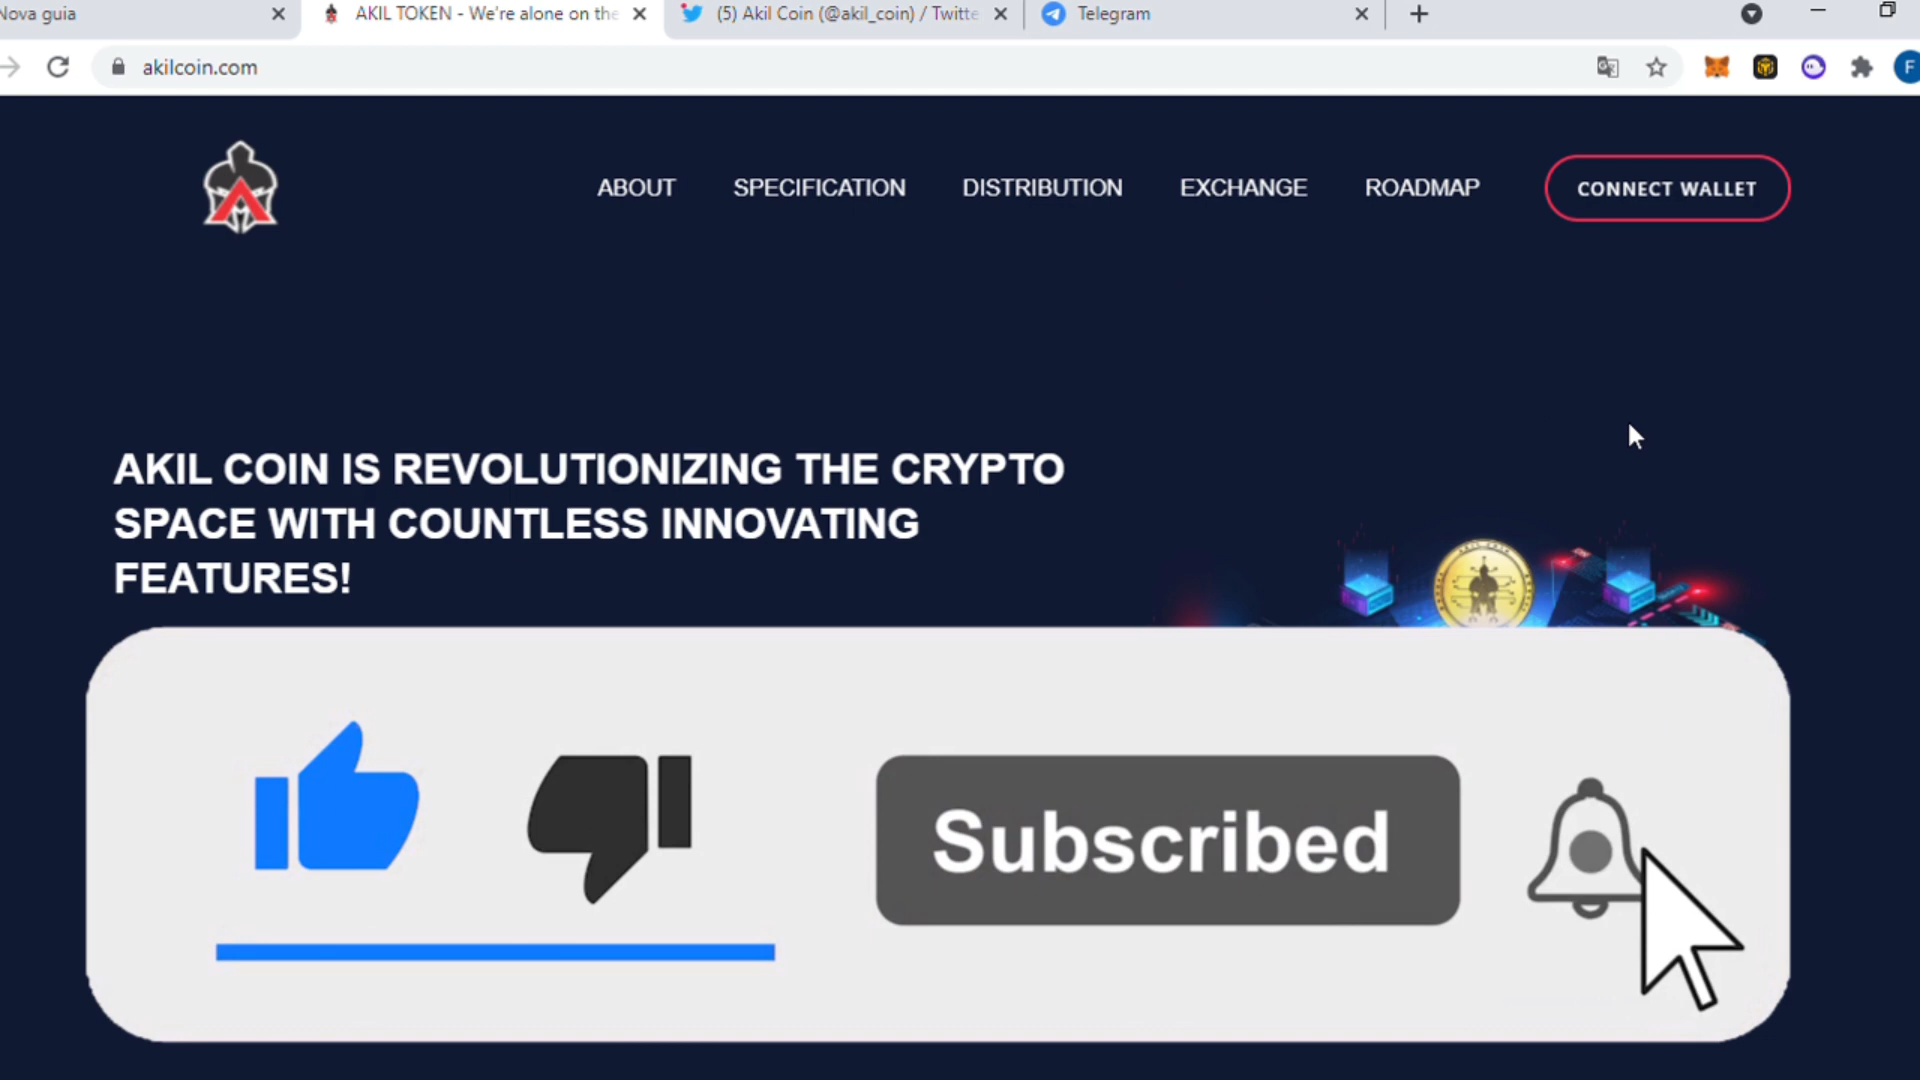 Nova guia
AKIL TOKEN - We're alone on the
(5) Akil Coin (@akil_coin) / Twitte
Telegram
akilcoin.com
F
ABOUT
SPECIFICATION
DISTRIBUTION
EXCHANGE
ROADMAP
CONNECT WALLET
AKIL COIN IS REVOLUTIONIZING THE CRYPTO
SPACE WITH COUNTLESS INNOVATING
FEATURES!
Subscribed